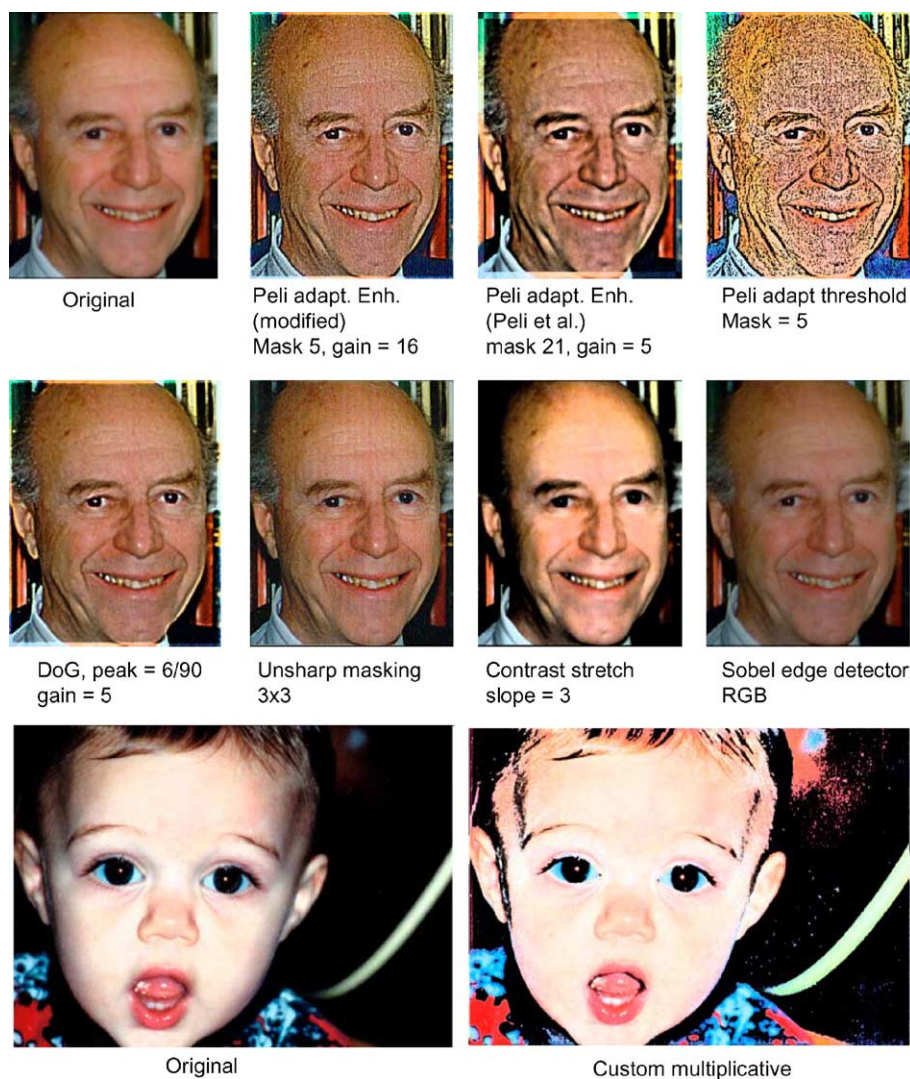 Original
Peli adapt. Enh.
(modified)
Mask 5, gain = 16
Peli adapt. Enh.
(Peli et al.)
mask 21, gain = 5
Peli adapt threshold
Mask = 5
DoG, peak = 6/90
gain = 5
Unsharp masking
3x3
Contrast stretch
slope = 3
Sobel edge detector
RGB
Original
Custom multiplicative